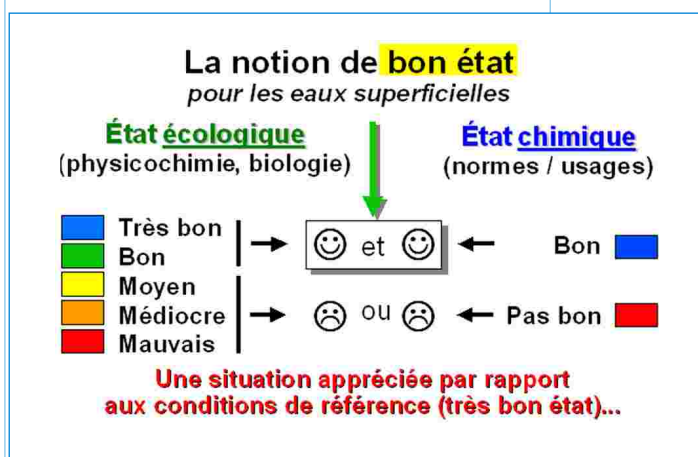 La notion de bon état
pour les eaux superficielles
État écologique
(physicochimie, biologie)
État chimique
(normes / usages)
Très bon
Bon
Moyen
Médiocre
Mauvais
et
ou
Bon
Pas bon
Une situation appréciée par rapport
aux conditions de référence (très bon état)...